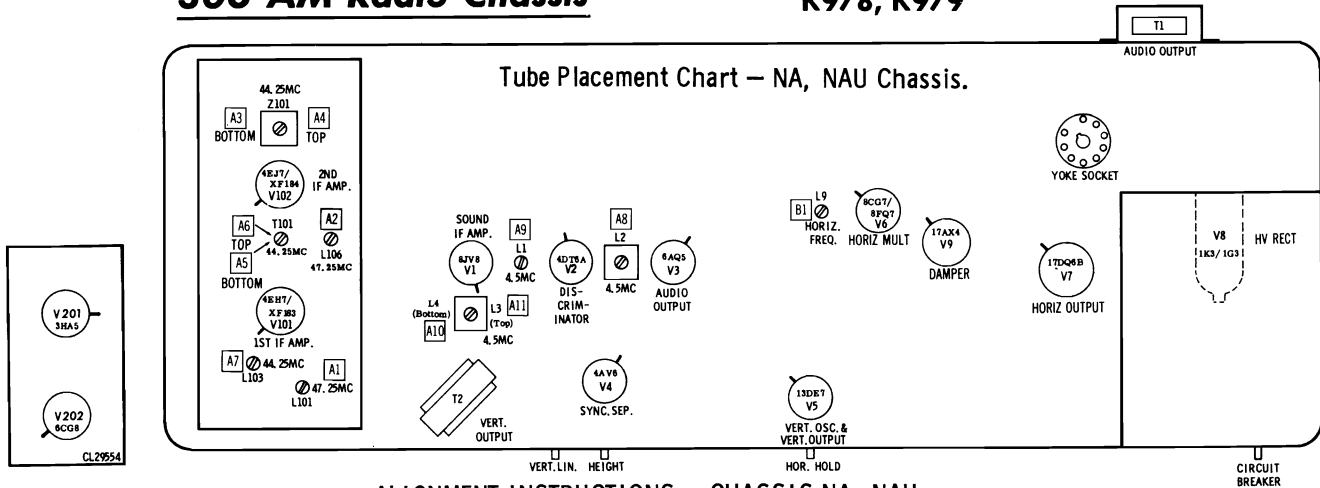 K978, K979
T1
AUDIO OUTPUT
Tube Placement Chart — NA, NAU Chassis.
44.25MC
Z101
A3
BOTTOM
A4
TOP
4EJ7/
XF184
V102
2ND
IF AMP.
A6
TOP
T101
44.25MC
A5
BOTTOM
A2
L106
47.25MC
4EH7/
XF183
V101
1ST IF AMP.
A7
44.25MC
L103
A1
47.25MC
L101
V201
3HA5
V202
6CG8
CL29554
SOUND
IF AMP.
8JV8
V1
A9
L1
4.5MC
L4
(Bottom)
A10
L3
(Top)
A11
4.5MC
4DT6A
V2
DIS-
CRIM-
INATOR
A8
L2
4.5MC
6AQ5
V3
AUDIO
OUTPUT
T2
VERT.
OUTPUT
4AV6
V4
SYNC. SEP.
B1
L9
HORIZ.
FREQ.
8CG7/
8FQ7
V6
HORIZ MULT
17AX4
V9
DAMPER
13DE7
V5
VERT. OSC. &
VERT. OUTPUT
YOKE SOCKET
17DQ6B
V7
HORIZ OUTPUT
V8
1K3/1G3
HV RECT
VERT. LIN.
HEIGHT
HOR. HOLD
CIRCUIT
BREAKER